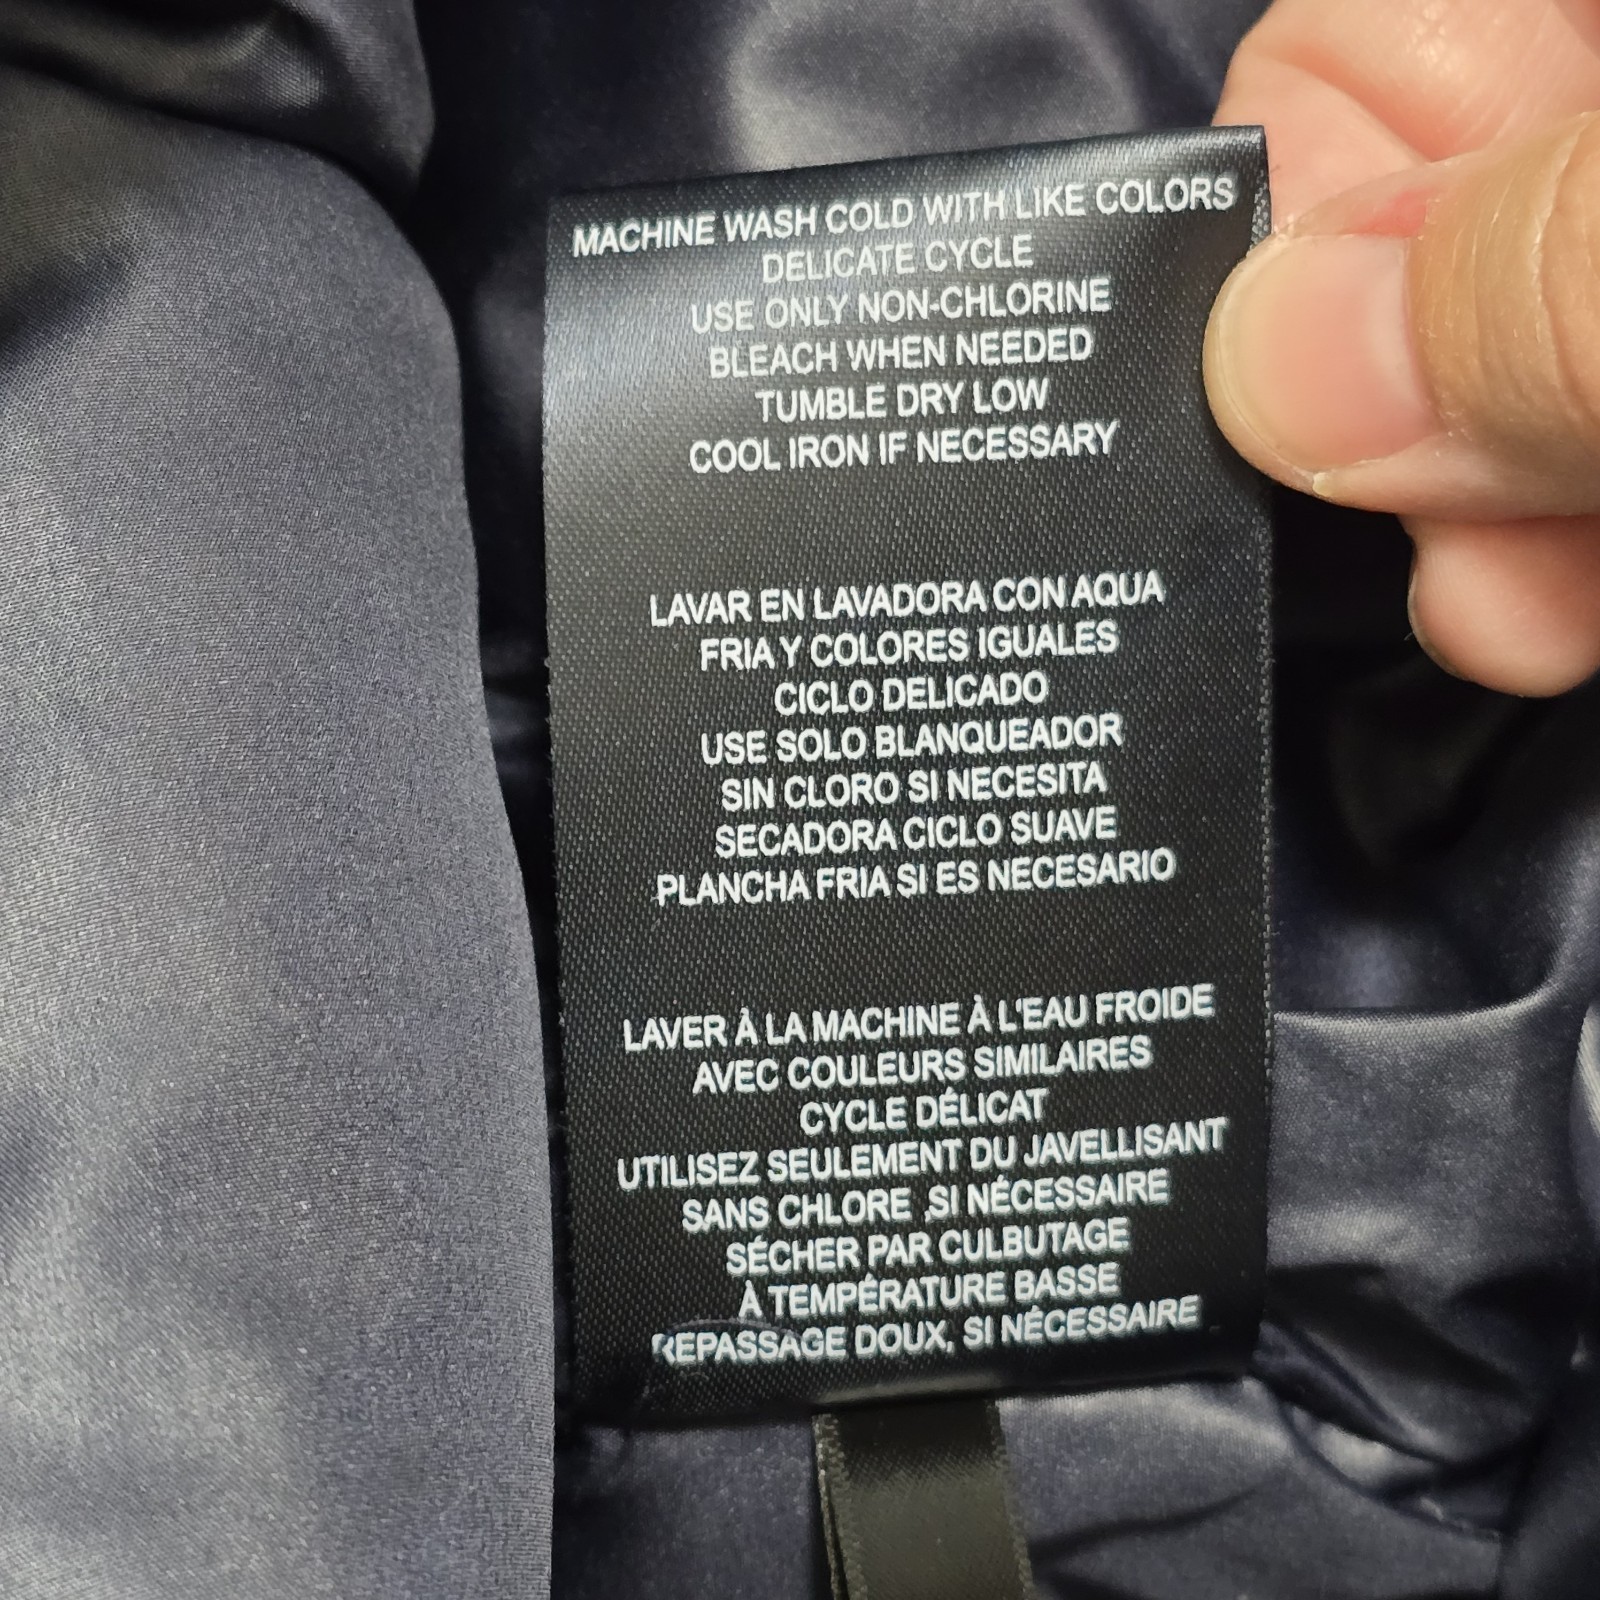 MACHINE WASH COLD WITH LIKE COLORS
DELICATE CYCLE
USE ONLY NON-CHLORINE
BLEACH WHEN NEEDED
TUMBLE DRY LOW
COOL IRON IF NECESSARY
LAVAR EN LAVADORA CON AQUA
FRIA Y COLORES IGUALES
CICLO DELICADO
USE SOLO BLANQUEADOR
SIN CLORO SI NECESITA
SECADORA CICLO SUAVE
PLANCHA FRIA SI ES NECESARIO
LAVER À LA MACHINE À L'EAU FROIDE
AVEC COULEURS SIMILAIRES
CYCLE DÉLICAT
UTILISEZ SEULEMENT DU JAVELLISANT
SANS CHLORE ,SI NÉCESSAIRE
SÉCHER PAR CULBUTAGE
À TEMPÉRATURE BASSE
REPASSAGE DOUX, SI NÉCESSAIRE